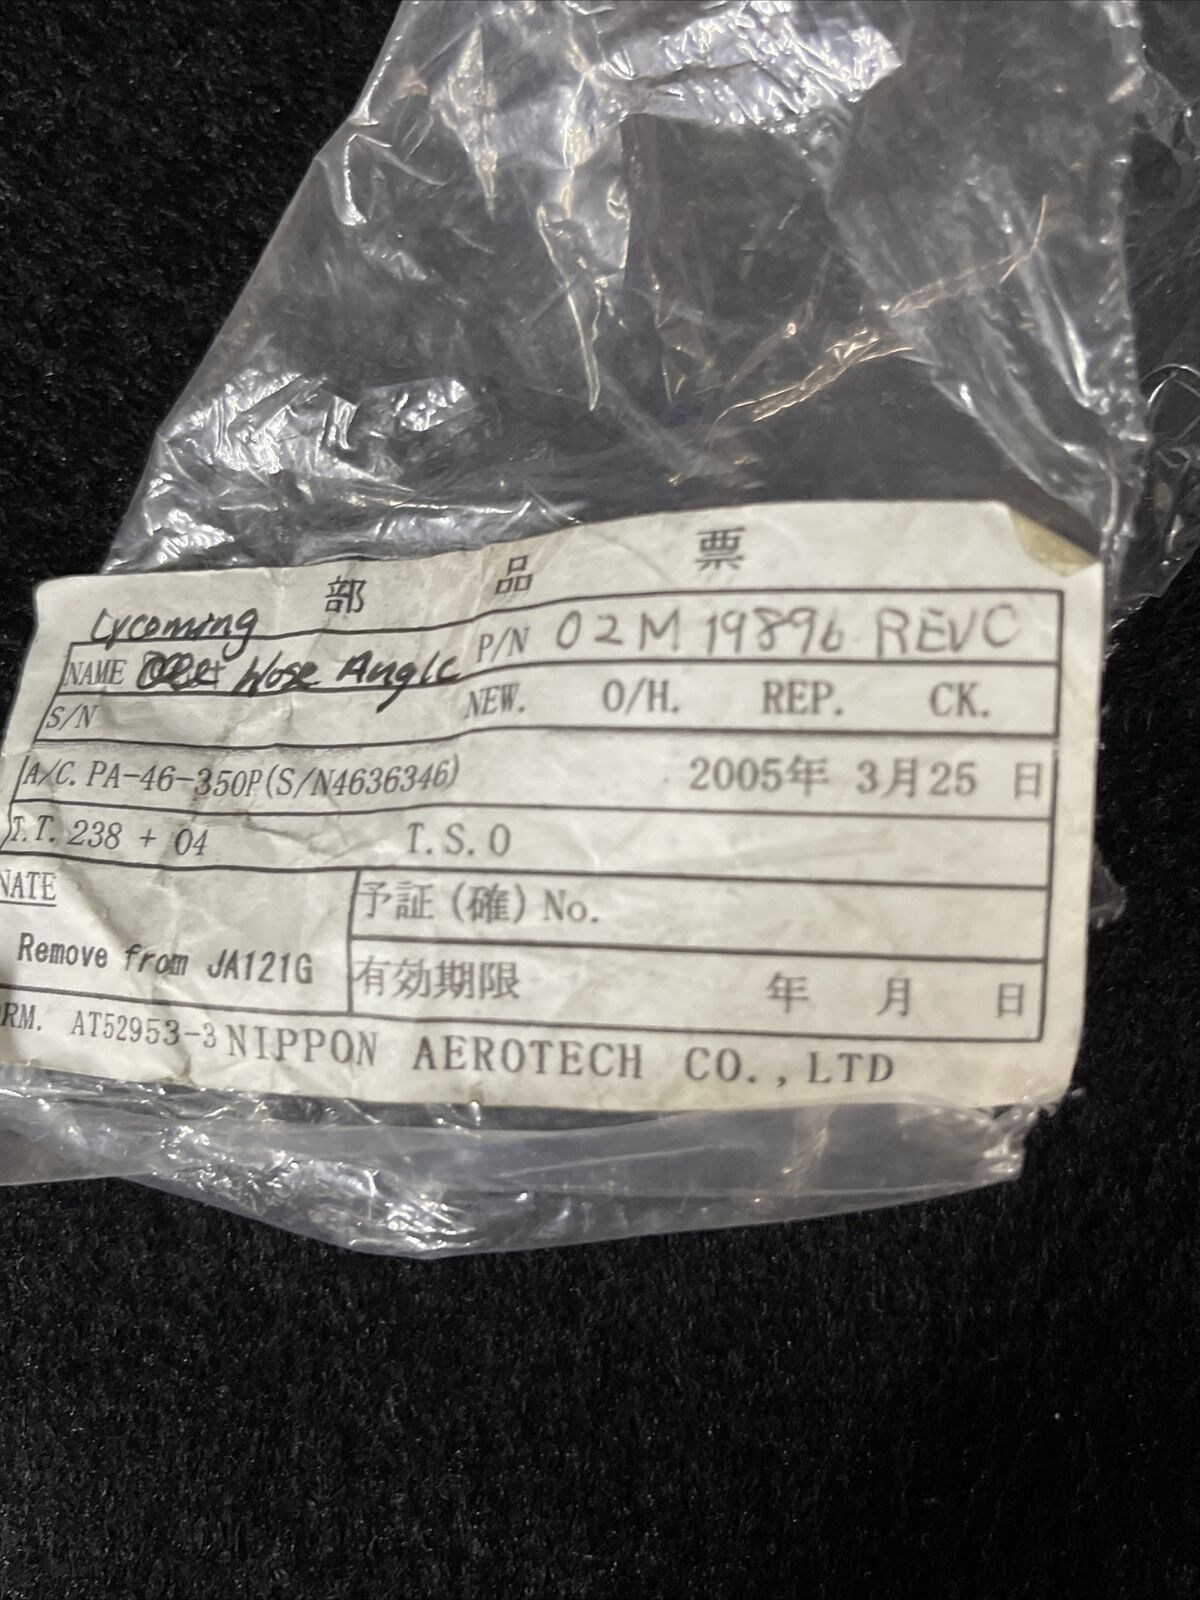 部 品 票
Lycoming
NAME Hose Angle P/N 02M19896 REVC
S/N NEW. O/H. REP. CK.
A/C. PA-46-350P(S/N4636346) 2005年 3月25 日
T.T. 238 + 04 T.S.O
NATE 予証(確)No.
Remove from JA121G
有効期限 年 月 日
ORM. AT52953-3 NIPPON AEROTECH CO.,LTD